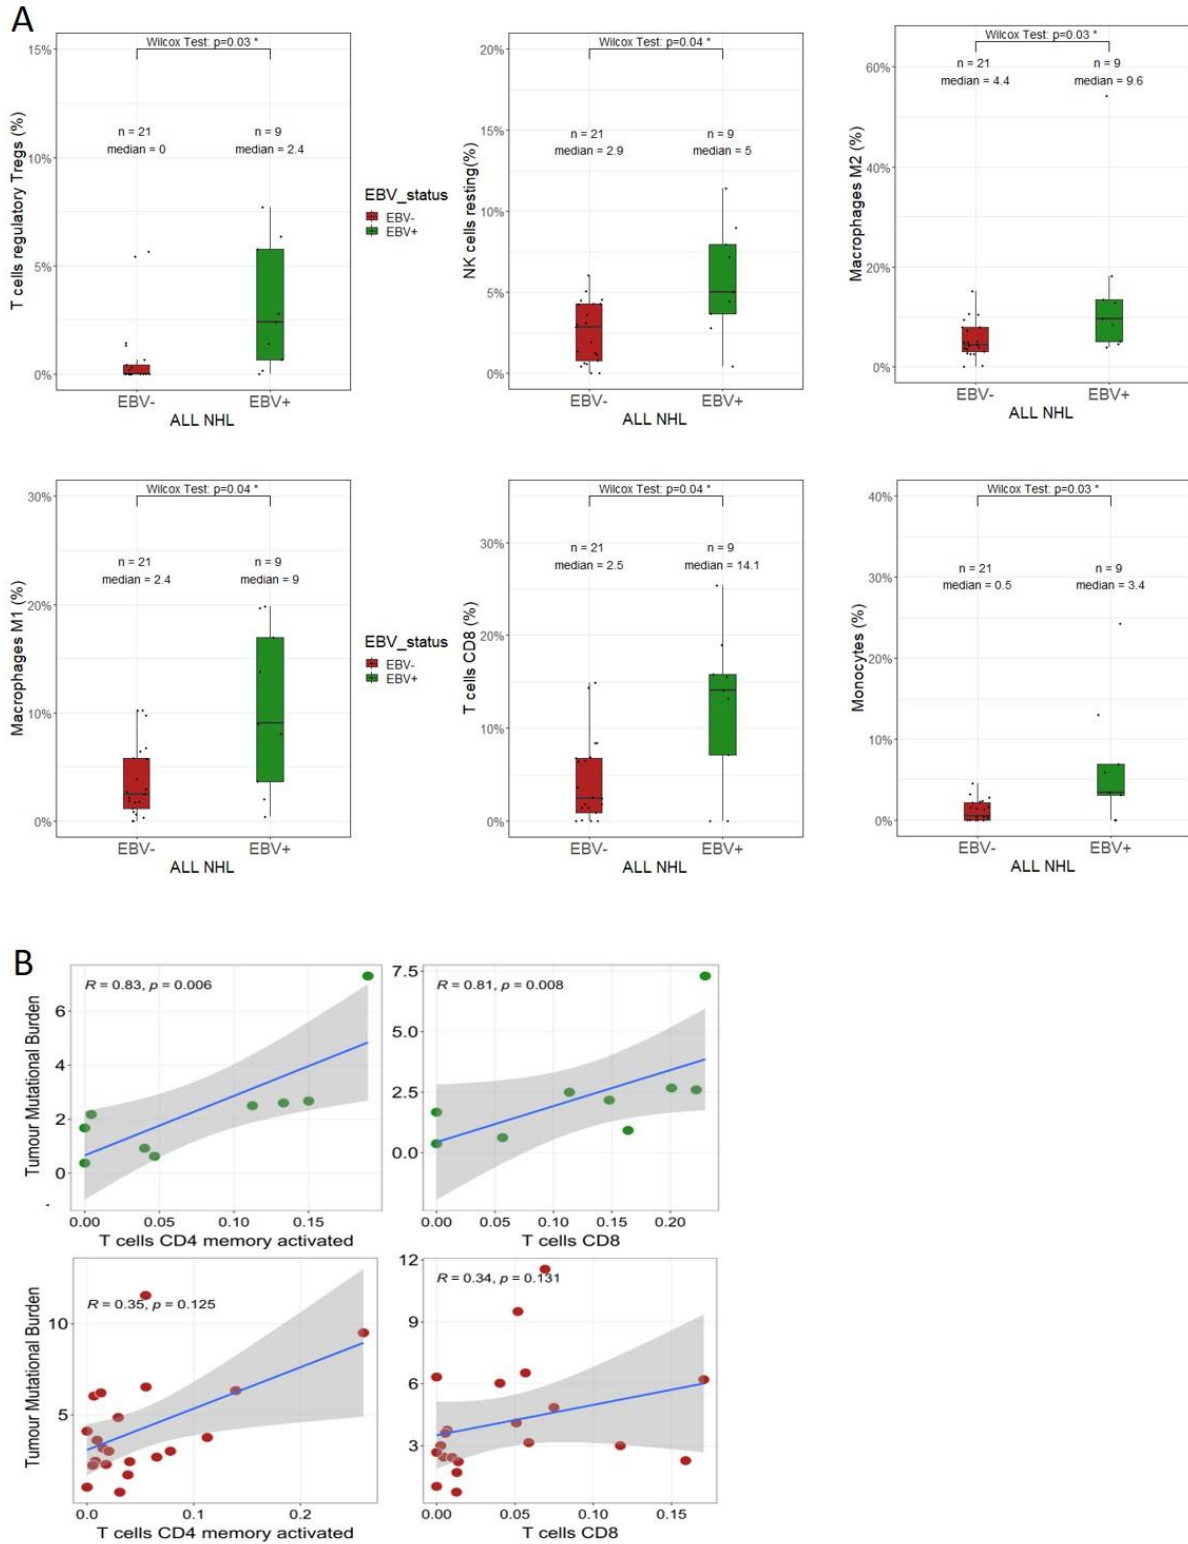 A
Wilcox Test: p=0.03 *
15%
10%
5%
0%
T cells regulatory Tregs (%)
n = 21
median = 0
n = 9
median = 2.4
EBV-
EBV+
ALL NHL
EBV_status
EBV-
EBV+
Wilcox Test: p=0.04 *
20%
15%
10%
5%
0%
NK cells resting(%)
n = 21
median = 2.9
n = 9
median = 5
EBV-
EBV+
ALL NHL
Wilcox Test: p=0.03 *
60%
40%
20%
0%
Macrophages M2 (%)
n = 21
median = 4.4
n = 9
median = 9.6
EBV-
EBV+
ALL NHL
Wilcox Test: p=0.04 *
30%
20%
10%
0%
Macrophages M1 (%)
n = 21
median = 2.4
n = 9
median = 9
EBV-
EBV+
ALL NHL
EBV_status
EBV-
EBV+
Wilcox Test: p=0.04 *
30%
20%
10%
0%
T cells CD8 (%)
n = 21
median = 2.5
n = 9
median = 14.1
EBV-
EBV+
ALL NHL
Wilcox Test: p=0.03 *
40%
30%
20%
10%
0%
Monocytes (%)
n = 21
median = 0.5
n = 9
median = 3.4
EBV-
EBV+
ALL NHL
B
R = 0.83, p = 0.006
6
4
2
0
Tumour Mutational Burden
0.00
0.05
0.10
0.15
T cells CD4 memory activated
R = 0.81, p = 0.008
7.5
5.0
2.5
0.0
0.00
0.05
0.10
0.15
0.20
T cells CD8
R = 0.35, p = 0.125
10
5
Tumour Mutational Burden
0.0
0.1
0.2
T cells CD4 memory activated
R = 0.34, p = 0.131
12
9
6
3
0.00
0.05
0.10
0.15
T cells CD8